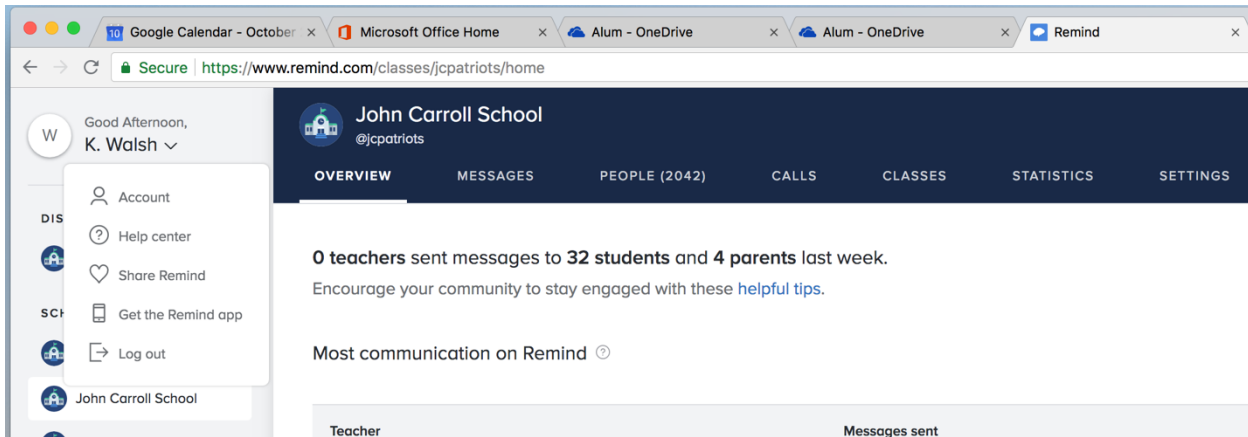 10 Google Calendar - October
Microsoft Office Home
Alum - OneDrive
Alum - OneDrive
Remind
Secure https://www.remind.com/classes/jcpatriots/home
W
Good Afternoon,
K. Walsh
Account
Help center
Share Remind
Get the Remind app
Log out
DIS
SCH
John Carroll School
John Carroll School
@jcpatriots
OVERVIEW MESSAGES PEOPLE (2042) CALLS CLASSES STATISTICS SETTINGS
0 teachers sent messages to 32 students and 4 parents last week.
Encourage your community to stay engaged with these helpful tips.
Most communication on Remind ?
Teacher Messages sent